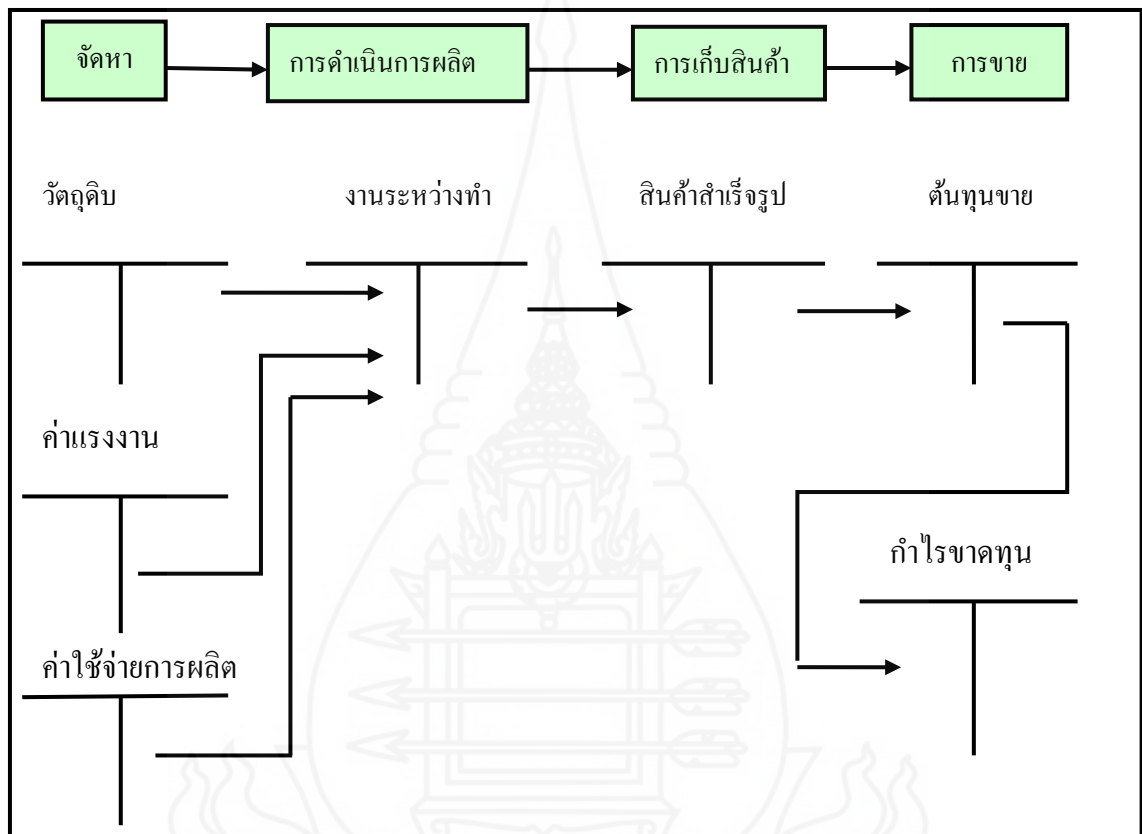 จัดหา
การดำเนินการผลิต
การเก็บสินค้า
การขาย
วัตถุดิบ
งานระหว่างทำ
สินค้าสำเร็จรูป
ต้นทุนขาย
ค่าแรงงาน
กำไรขาดทุน
ค่าใช้จ่ายการผลิต